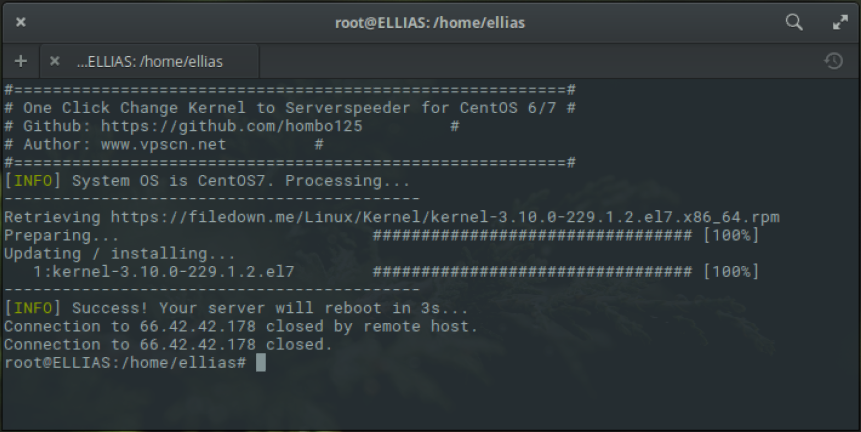 root@ELLIAS: /home/ellias
...ELLIAS: /home/ellias
#=========================================================#
# One Click Change Kernel to Serverspeeder for CentOS 6/7 #
# Github: https://github.com/hombo125         #
# Author: www.vpscn.net         #
#=========================================================#
[INFO] System OS is CentOS7. Processing...
-------------------------------------------
Retrieving https://filedown.me/Linux/Kernel/kernel-3.10.0-229.1.2.el7.x86_64.rpm
Preparing...                          ################################# [100%]
Updating / installing...
   1:kernel-3.10.0-229.1.2.el7        ################################# [100%]
-------------------------------------------
[INFO] Success! Your server will reboot in 3s...
Connection to 66.42.42.178 closed by remote host.
Connection to 66.42.42.178 closed.
root@ELLIAS:/home/ellias#